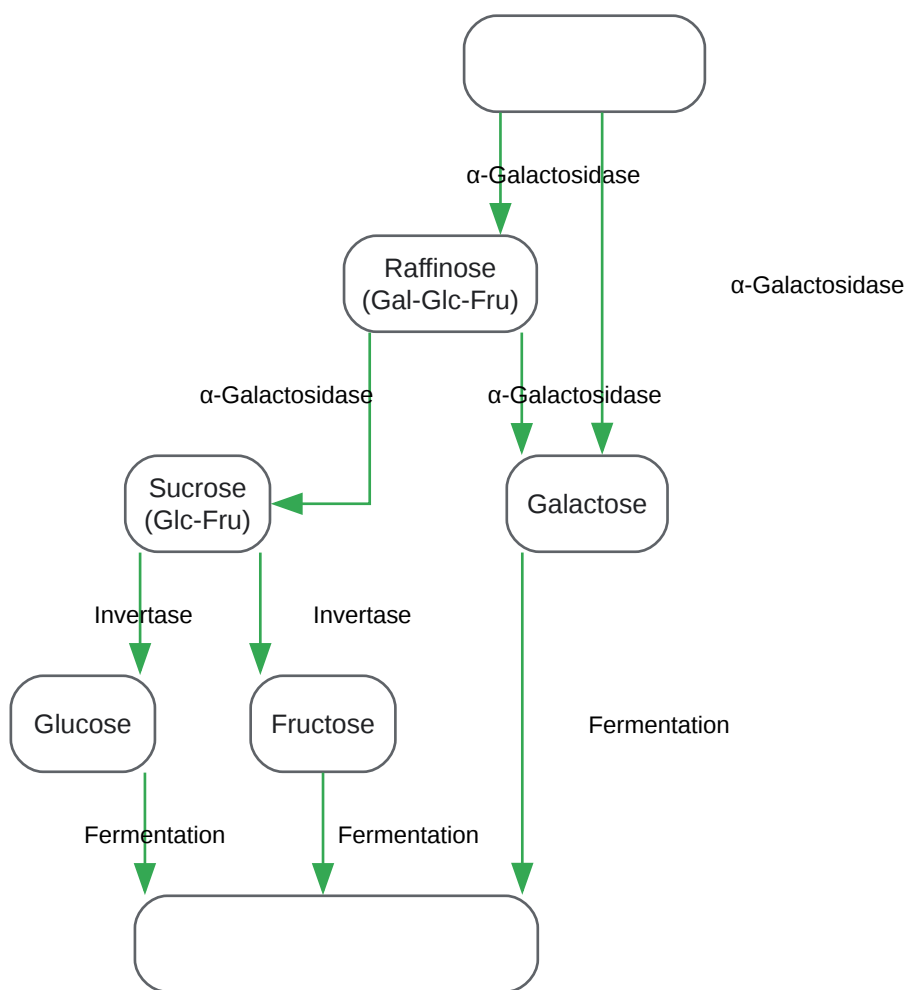 α-Galactosidase
Raffinose
(Gal-Glc-Fru)
α-Galactosidase
α-Galactosidase
α-Galactosidase
Sucrose
(Glc-Fru)
Galactose
Invertase
Invertase
Glucose
Fructose
Fermentation
Fermentation
Fermentation